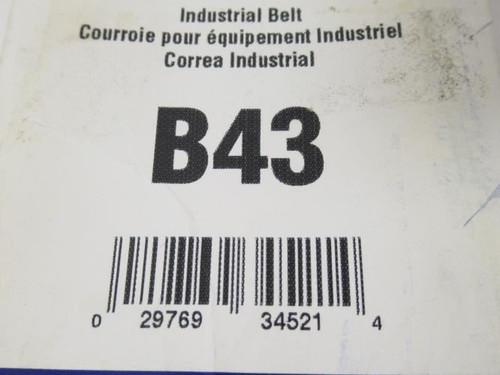 Industrial Belt
Courroie pour équipement Industriel
Correa Industrial
B43
0 29769 34521 4